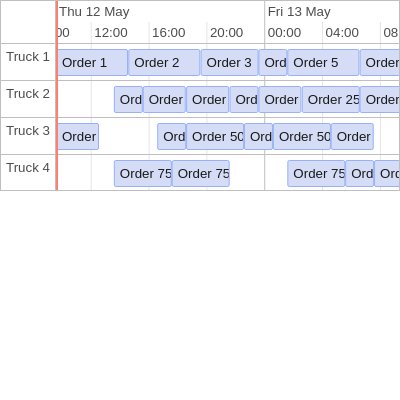 Thu 12 May Fri 13 May
00 12:00 16:00 20:00 00:00 04:00 08
Truck 1 Order 1 Order 2 Order 3 Ord Order 5 Order
Truck 2 Ord Order Order Ord Order Order 25 Order
Truck 3 Order Ord Order 50 Ord Order 50 Order
Truck 4 Order 75 Order 75 Order 75 Ord Ord